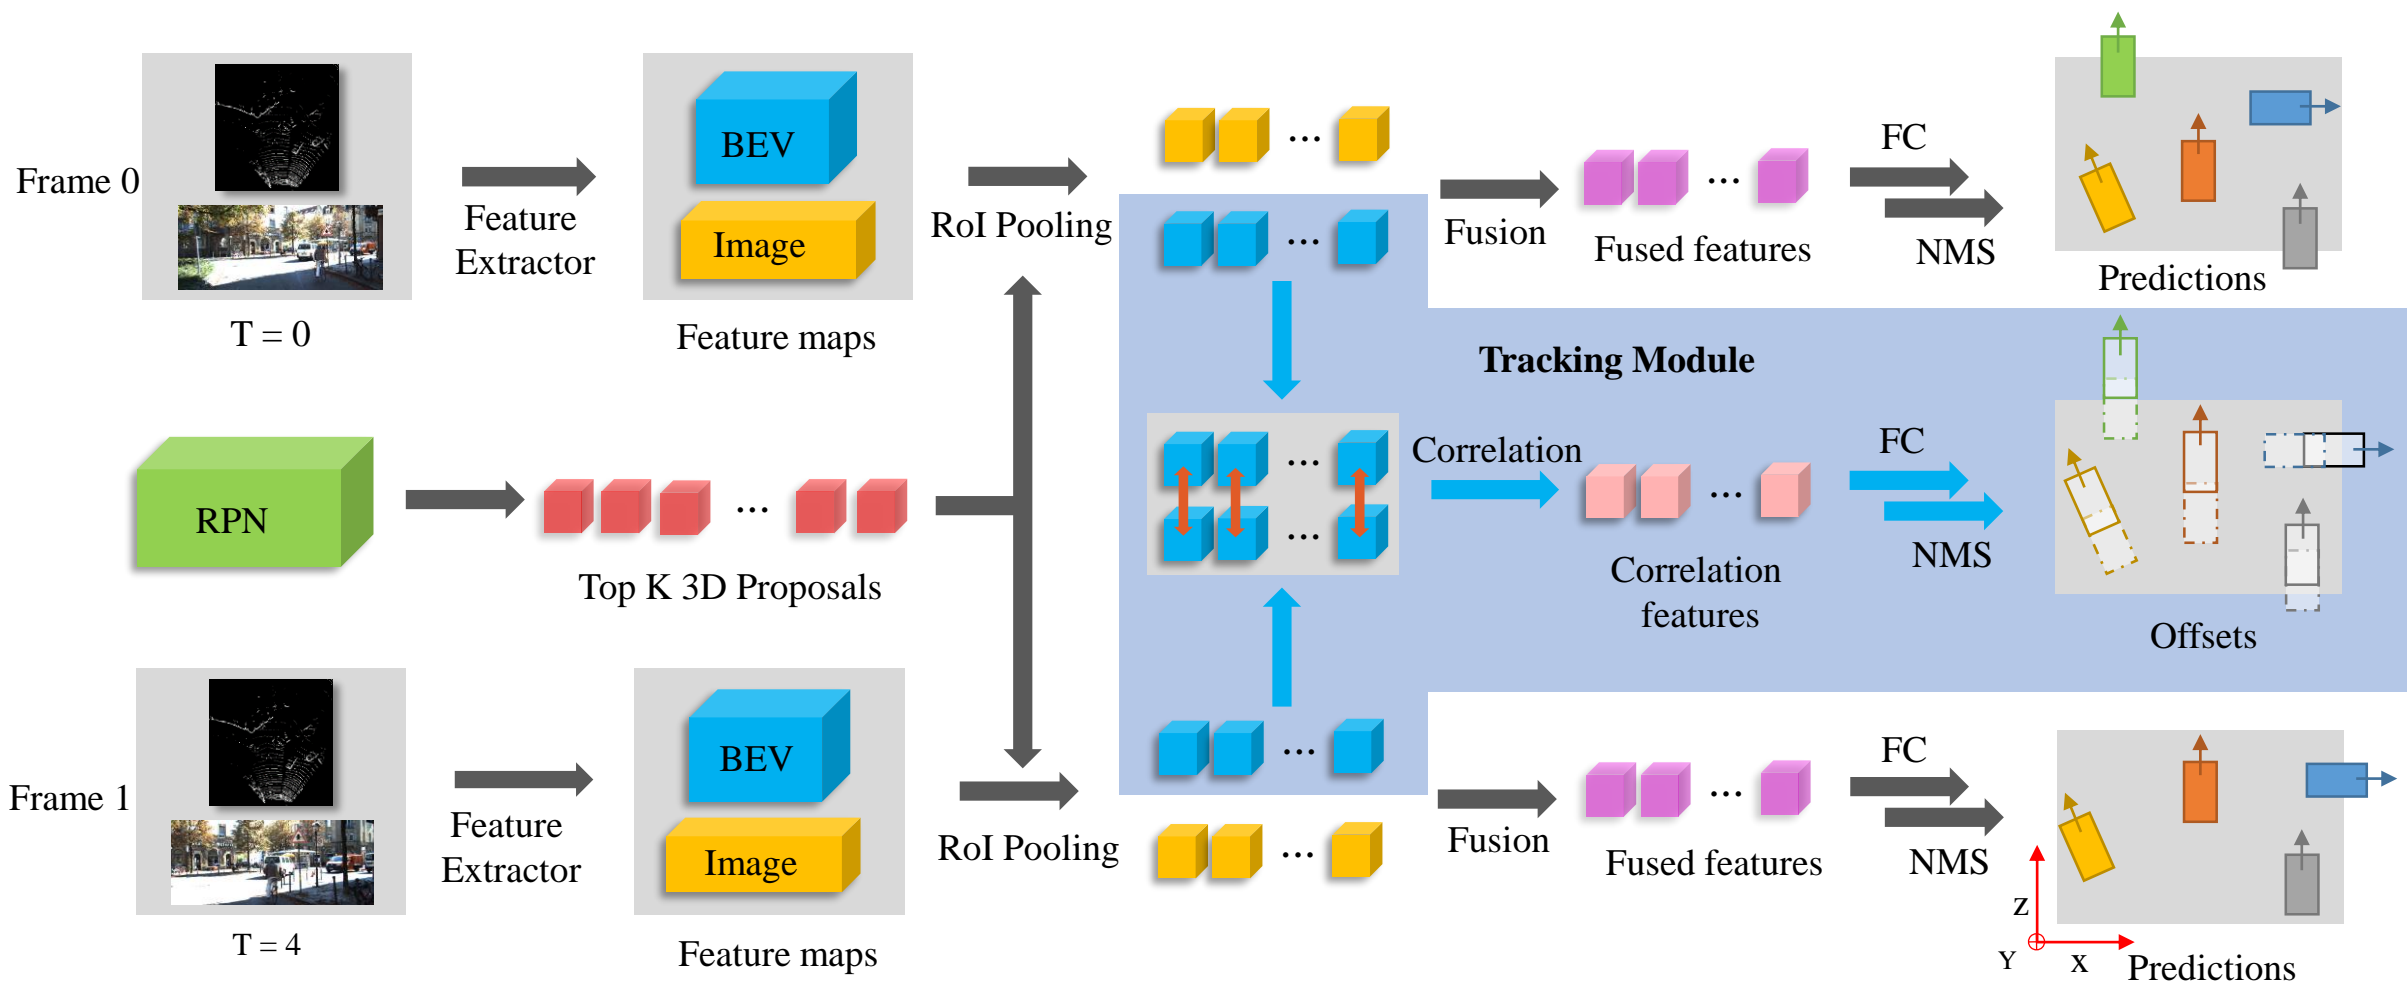 Frame 0
T = 0
Feature
Extractor
BEV
Image
Feature maps
RoI Pooling
...
...
Fusion
...
Fused features
FC
NMS
Predictions
RPN
...
Top K 3D Proposals
Tracking Module
...
...
Correlation
...
Correlation
features
FC
NMS
Offsets
Frame 1
T = 4
Feature
Extractor
BEV
Image
Feature maps
RoI Pooling
...
...
Fusion
...
Fused features
FC
NMS
Z
Y
X
Predictions